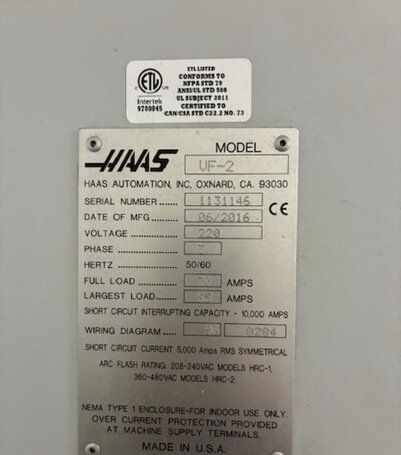 ETL LISTED
CONFORMS TO
NFPA STD 79
ANSI/UL STD 508
UL SUBJECT 2011
CERTIFIED TO
CAN/CSA STD C22.2 NO. 73
ETL
Intertek
9700845
HAAS
MODEL
VF-2
HAAS AUTOMATION, INC, OXNARD, CA. 93030
SERIAL NUMBER ..... 1131146
DATE OF MFG ..... 06/2016
CE
VOLTAGE ..... 220
PHASE .....
HERTZ ..... 50/60
FULL LOAD ..... AMPS
LARGEST LOAD.... AMPS
SHORT CIRCUIT INTERRUPTING CAPACITY - 10,000 AMPS
WIRING DIAGRAM .... 0284
SHORT CIRCUIT CURRENT 5,000 Amps RMS SYMMETRICAL
ARC FLASH RATING: 208-240VAC MODELS HRC-1,
360-480VAC MODELS HRC-2.
NEMA TYPE 1 ENCLOSURE-FOR INDOOR USE ONLY.
OVER CURRENT PROTECTION PROVIDED
AT MACHINE SUPPLY TERMINALS.
MADE IN U.S.A.